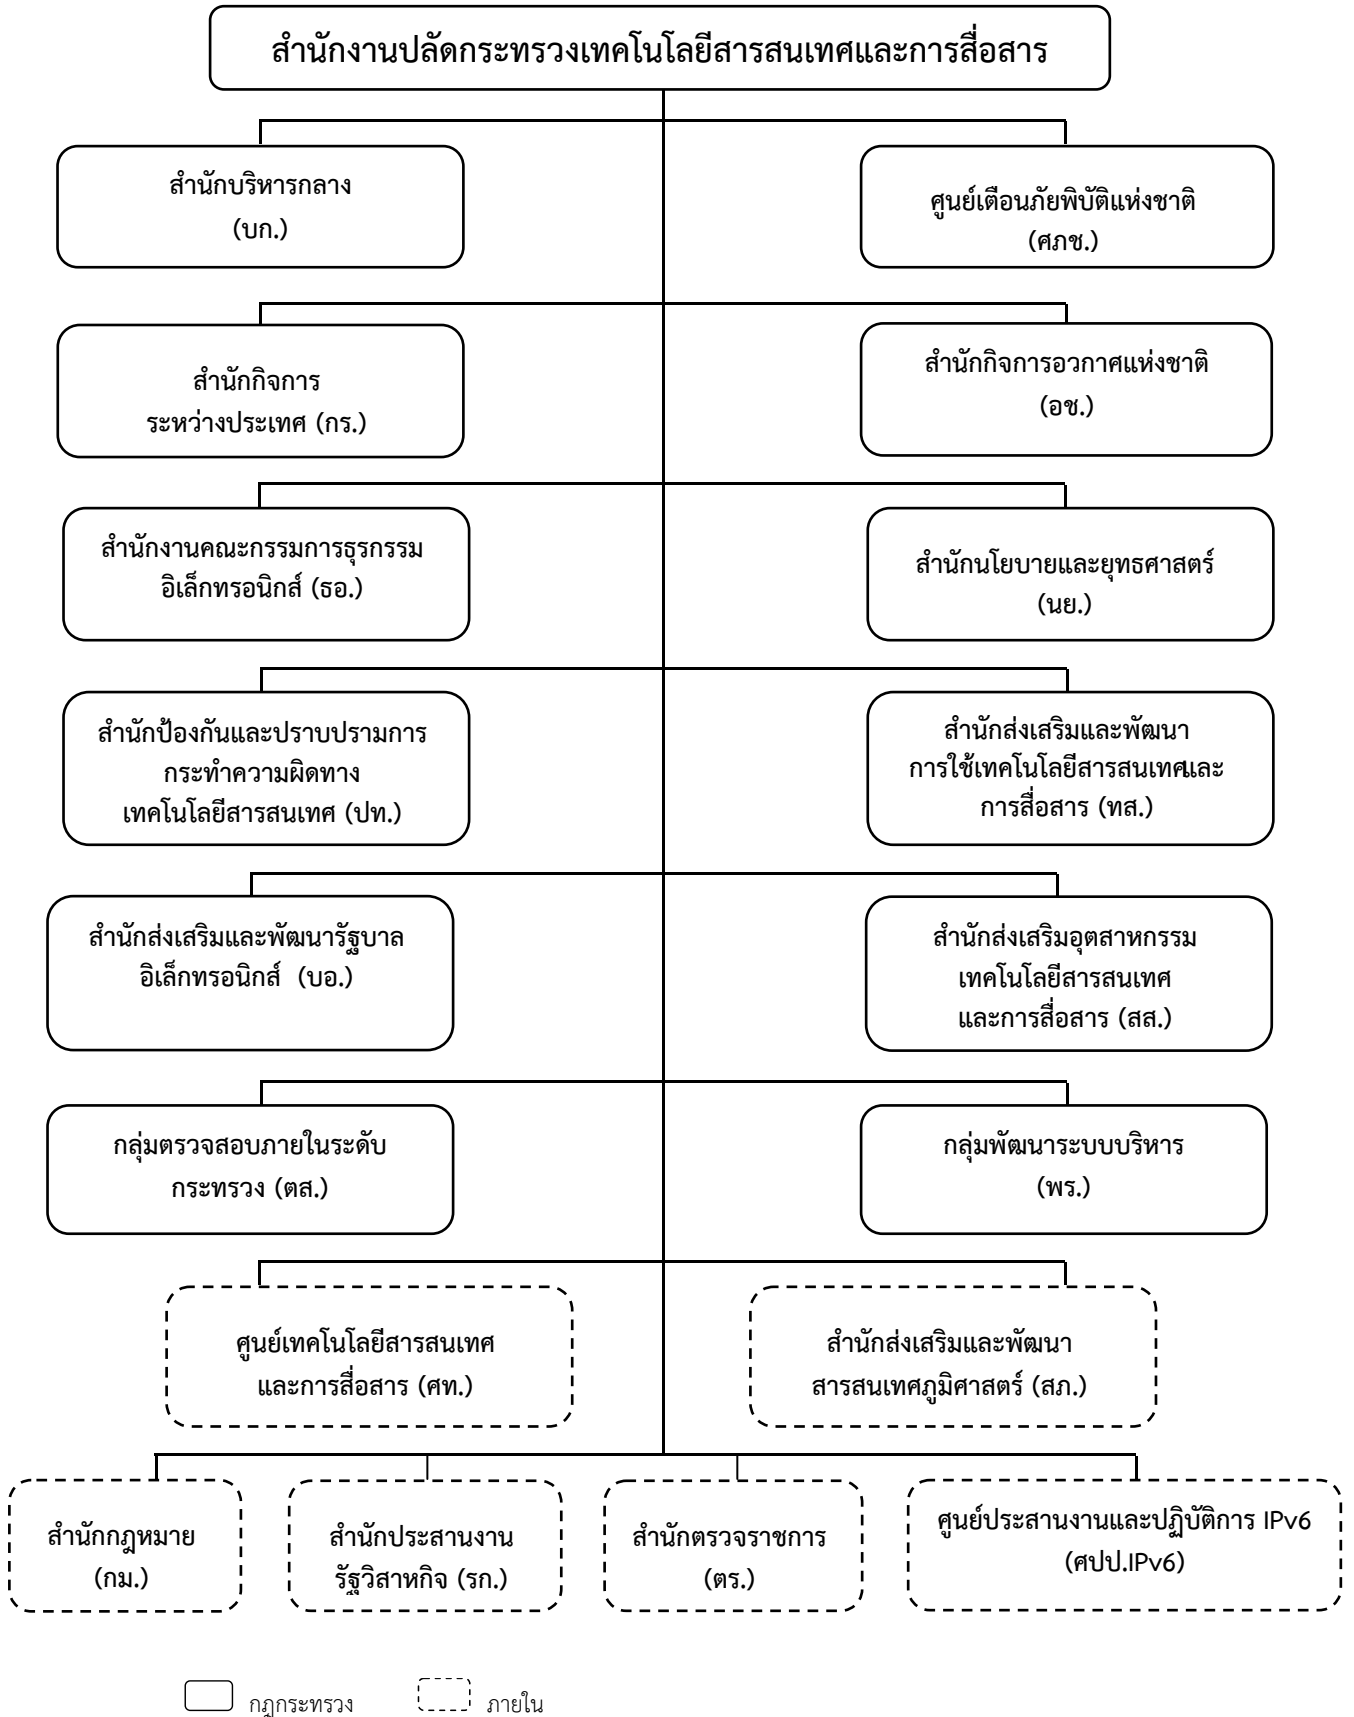 สำนักงานปลัดกระทรวงเทคโนโลยีสารสนเทศและการสื่อสาร
สำนักบริหารกลาง
(บก.)
ศูนย์เตือนภัยพิบัติแห่งชาติ
(ศภช.)
สำนักกิจการ
ระหว่างประเทศ (กร.)
สำนักกิจการอวกาศแห่งชาติ
(อช.)
สำนักงานคณะกรรมการธุรกรรม
อิเล็กทรอนิกส์ (ธอ.)
สำนักนโยบายและยุทธศาสตร์
(นย.)
สำนักป้องกันและปราบปรามการ
กระทำความผิดทาง
เทคโนโลยีสารสนเทศ (ปท.)
สำนักส่งเสริมและพัฒนา
การใช้เทคโนโลยีสารสนเทศและ
การสื่อสาร (ทส.)
สำนักส่งเสริมและพัฒนารัฐบาล
อิเล็กทรอนิกส์ (บอ.)
สำนักส่งเสริมอุตสาหกรรม
เทคโนโลยีสารสนเทศ
และการสื่อสาร (สส.)
กลุ่มตรวจสอบภายในระดับ
กระทรวง (ตส.)
กลุ่มพัฒนาระบบบริหาร
(พร.)
ศูนย์เทคโนโลยีสารสนเทศ
และการสื่อสาร (ศท.)
สำนักส่งเสริมและพัฒนา
สารสนเทศภูมิศาสตร์ (สภ.)
สำนักกฎหมาย
(กม.)
สำนักประสานงาน
รัฐวิสาหกิจ (รก.)
สำนักตรวจราชการ
(ตร.)
ศูนย์ประสานงานและปฏิบัติการ IPv6
(ศปป.IPv6)
กฎกระทรวง
ภายใน